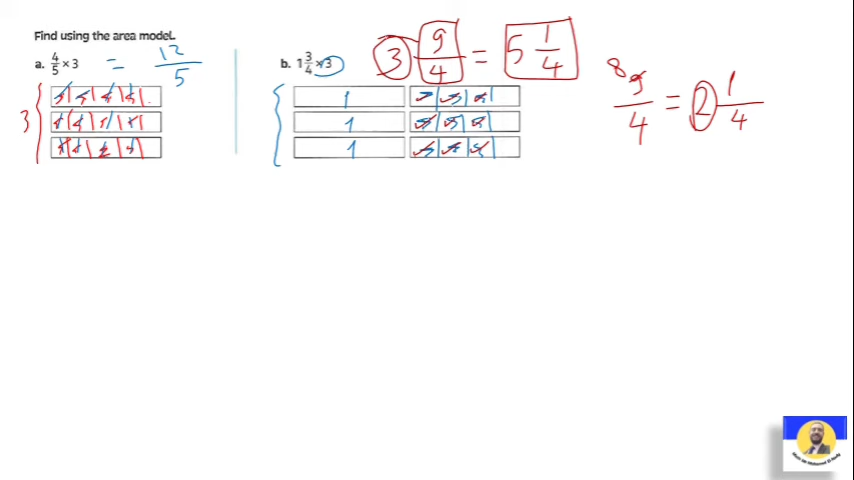 Find using the area model.
a. 4/5 × 3 = 12/5
3
b. 1 3/4 × 3
3 9/4 = 5 1/4
1
1
1
8 9/4 = 2 1/4